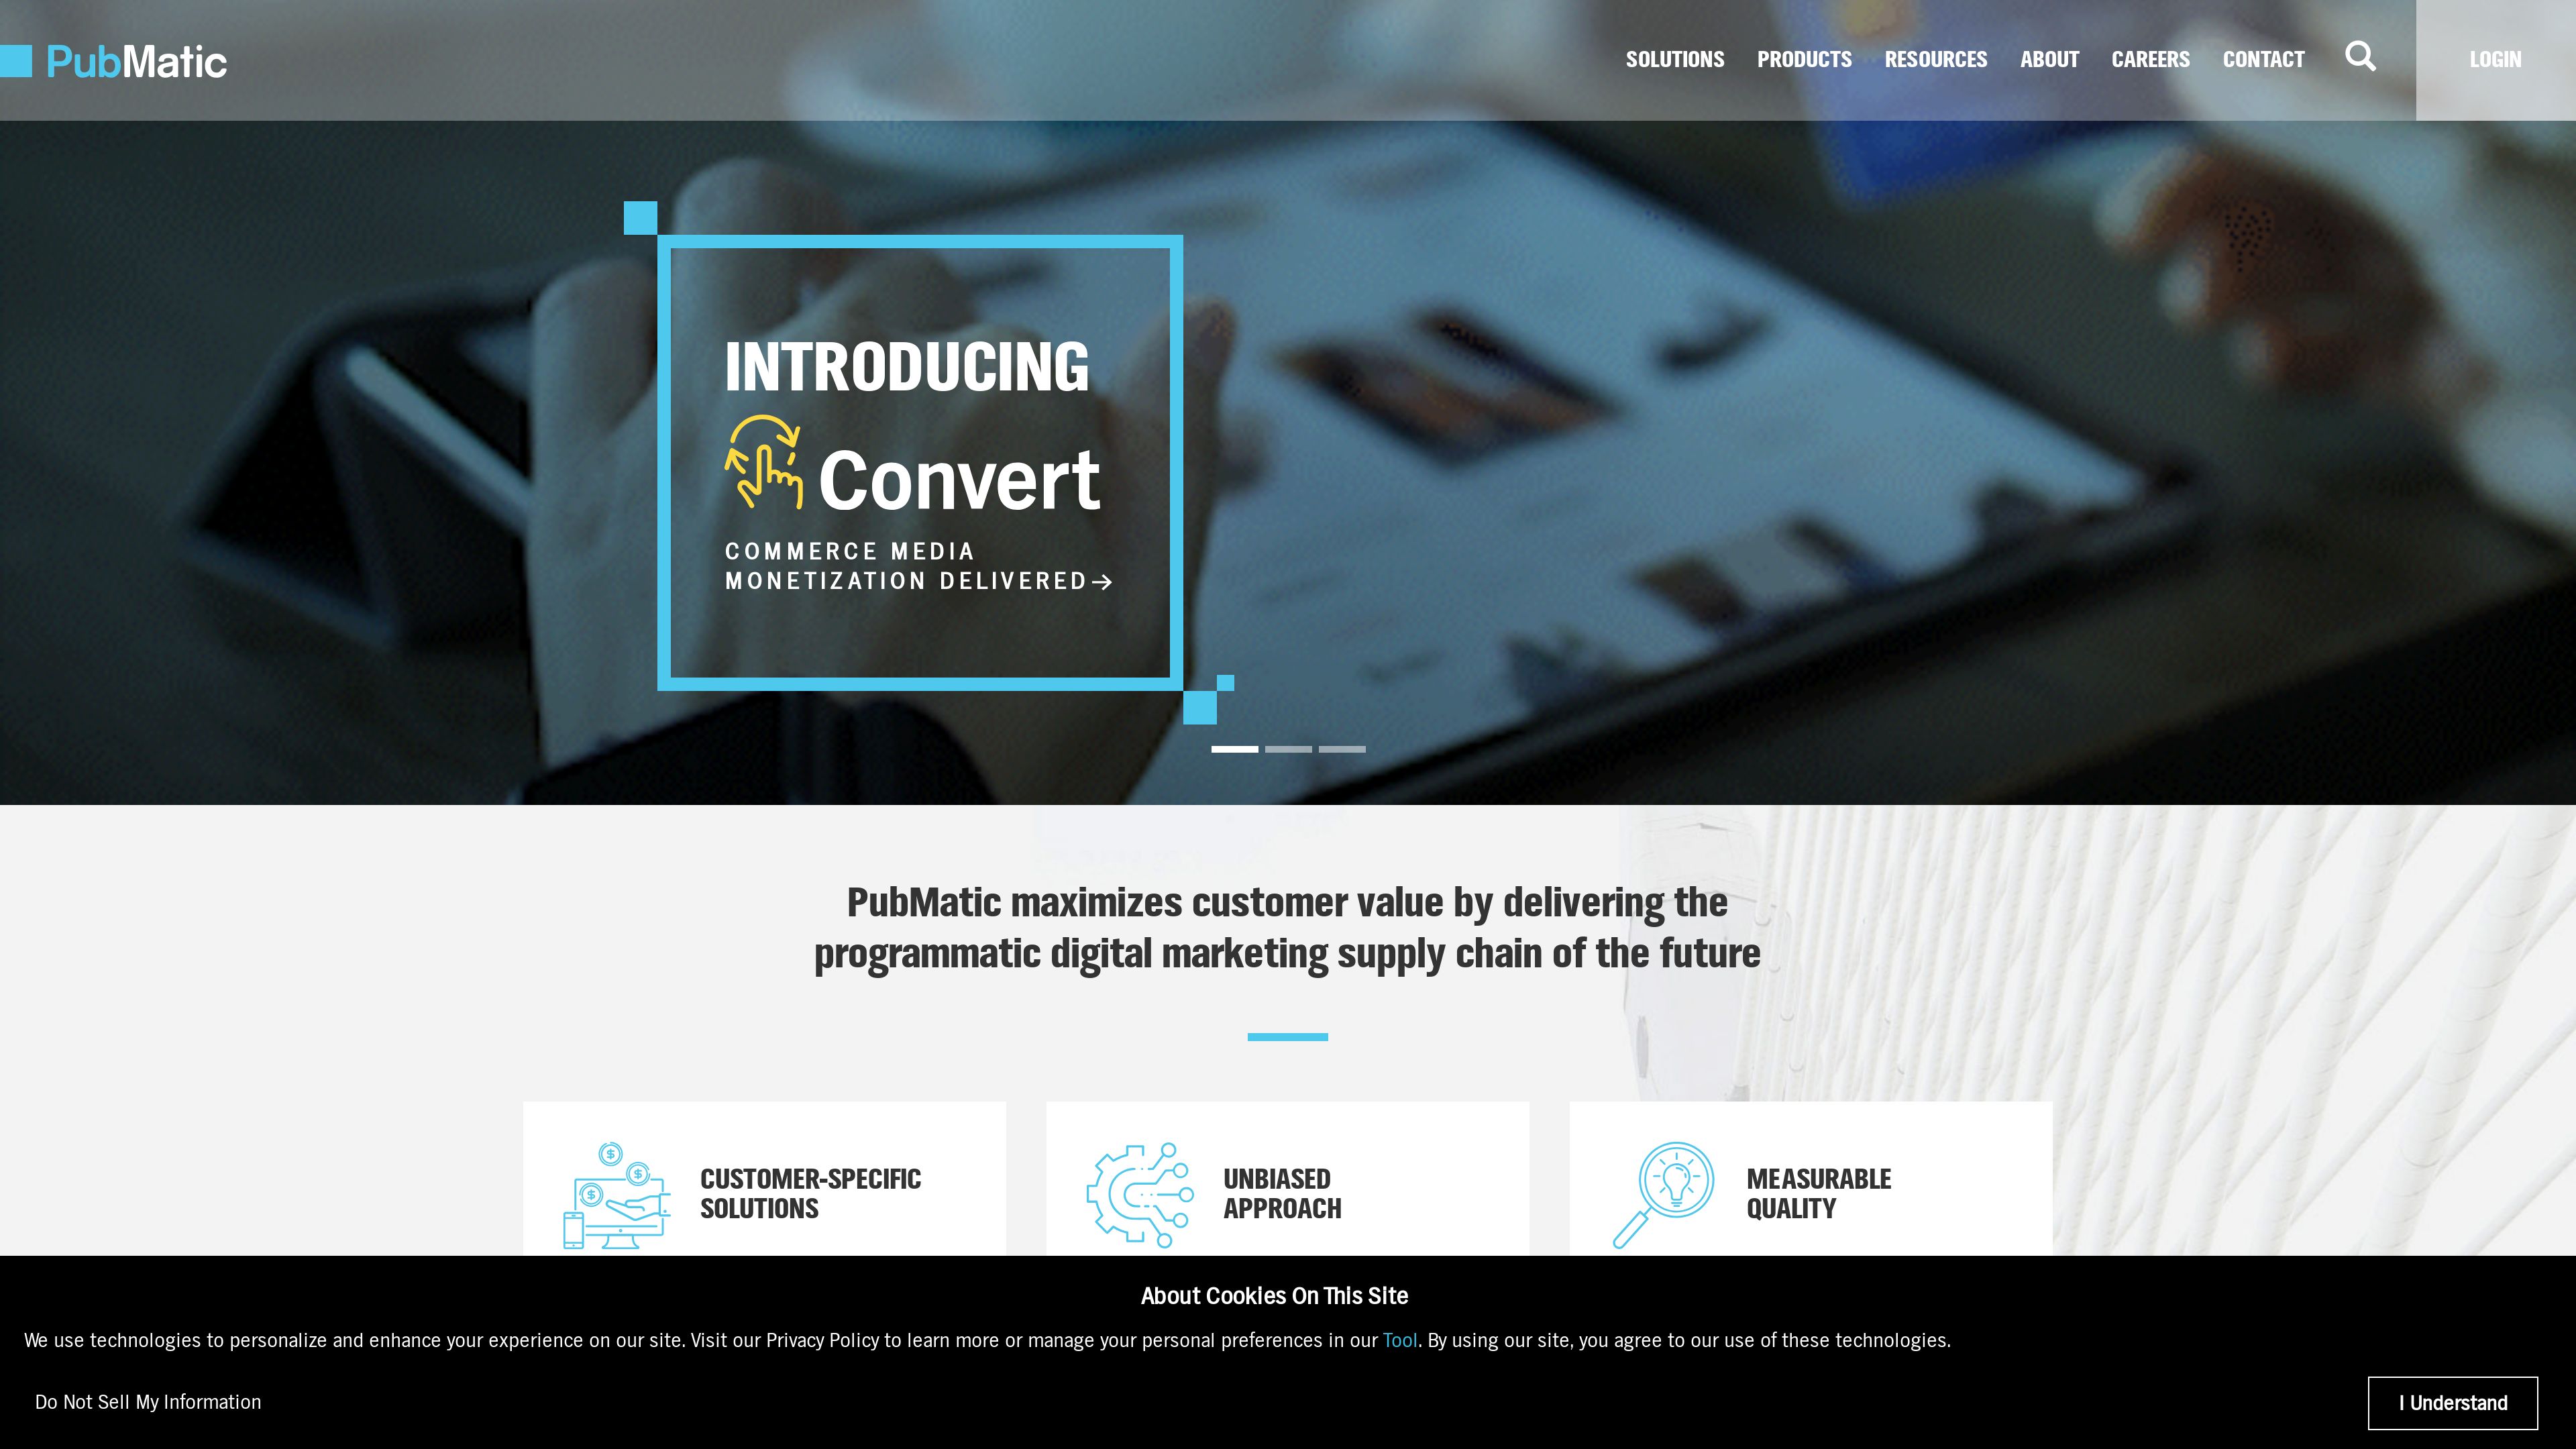 PubMatic
SOLUTIONS PRODUCTS RESOURCES ABOUT CAREERS CONTACT LOGIN
INTRODUCING
Convert
COMMERCE MEDIA
MONETIZATION DELIVERED→
PubMatic maximizes customer value by delivering the
programmatic digital marketing supply chain of the future
CUSTOMER-SPECIFIC
SOLUTIONS
UNBIASED
APPROACH
MEASURABLE
QUALITY
About Cookies On This Site
We use technologies to personalize and enhance your experience on our site. Visit our Privacy Policy to learn more or manage your personal preferences in our Tool. By using our site, you agree to our use of these technologies.
Do Not Sell My Information
I Understand